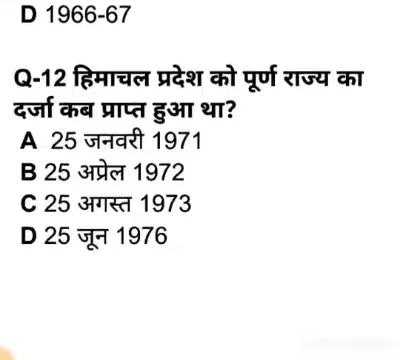 D 1966-67
Q-12 हिमाचल प्रदेश को पूर्ण राज्य का
दर्जा कब प्राप्त हुआ था?
A 25 जनवरी 1971
B 25 अप्रेल 1972
C 25 अगस्त 1973
D 25 जून 1976